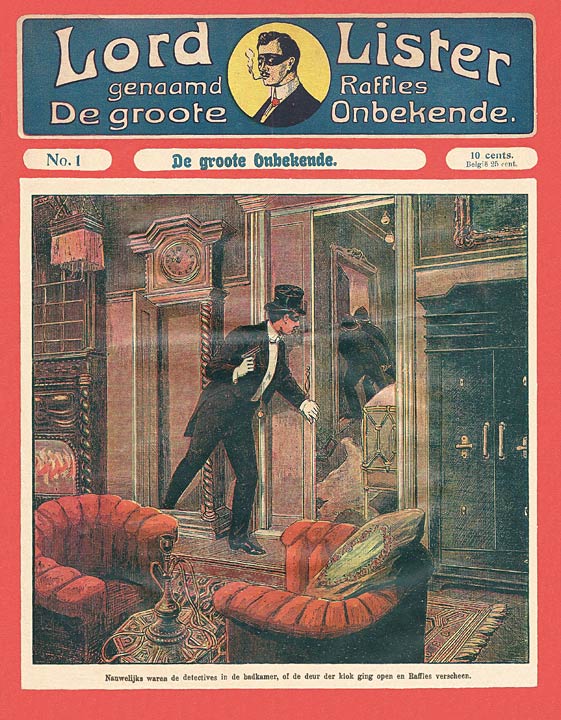 Lord Lister
genaamd Raffles
De groote Onbekende.
No. 1
De groote Onbekende.
10 cents.
België 25 cent.
Nauwelijks waren de detectives in de badkamer, of de deur der klok ging open en Raffles verscheen.